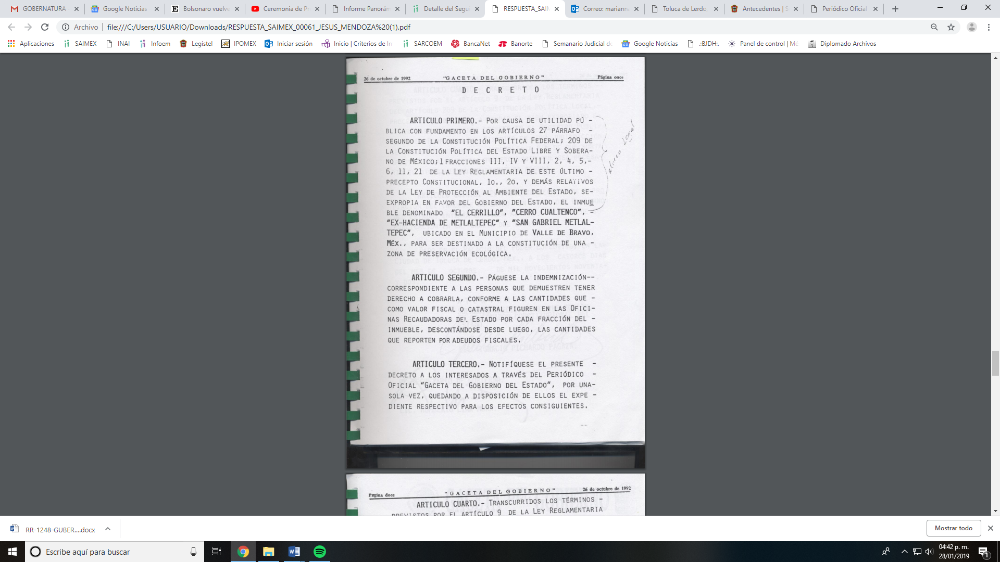 GOBERNATURA
Google Noticias
Bolsonaro vuelve
Ceremonia de Pr
Informe Panorám
Detalle del Segu
RESPUESTA_SAIM
Correo: marianna
Toluca de Lerdo,
Antecedentes | S
Periódico Oficial
Archivo
file:///C:/Users/USUARIO/Downloads/RESPUESTA_SAIMEX_00061_JESUS_MENDOZA%20(1).pdf
Aplicaciones
SAIMEX
INAI
Infoem
Legistel
IPOMEX
Iniciar sesión
Inicio | Criterios de In
SARCOEM
BancaNet
Banorte
Semanario Judicial de
Google Noticias
.:BJDH:.
Panel de control | Mé
Diplomado Archivos
26 de octubre de 1992 "GACETA DEL GOBIERNO" Página once
DECRETO
ARTICULO PRIMERO.- POR CAUSA DE UTILIDAD PÚ -
BLICA CON FUNDAMENTO EN LOS ARTÍCULOS 27 PÁRRAFO -
SEGUNDO DE LA CONSTITUCIÓN POLÍTICA FEDERAL; 209 DE
LA CONSTITUCIÓN POLÍTICA DEL ESTADO LIBRE Y SOBERA-
NO DE MÉXICO; 1 FRACCIONES III, IV Y VIII, 2, 4, 5,-
6, 11, 21 DE LA LEY REGLAMENTARIA DE ESTE ÚLTIMO -
PRECEPTO CONSTITUCIONAL, 1o., 2o. Y DEMÁS RELATIVOS
DE LA LEY DE PROTECCIÓN AL AMBIENTE DEL ESTADO, SE-
EXPROPIA EN FAVOR DEL GOBIERNO DEL ESTADO, EL INMUE
BLE DENOMINADO "EL CERRILLO", "CERRO CUALTENCO", -
"EX-HACIENDA DE METLALTEPEC" Y "SAN GABRIEL METLAL-
TEPEC", UBICADO EN EL MUNICIPIO DE VALLE DE BRAVO,
MÉX., PARA SER DESTINADO A LA CONSTITUCIÓN DE UNA -
ZONA DE PRESERVACIÓN ECOLÓGICA.
Marco Legal
ARTICULO SEGUNDO.- PÁGUESE LA INDEMNIZACIÓN--
CORRESPONDIENTE A LAS PERSONAS QUE DEMUESTREN TENER
DERECHO A COBRARLA, CONFORME A LAS CANTIDADES QUE -
COMO VALOR FISCAL O CATASTRAL FIGUREN EN LAS OFICI-
NAS RECAUDADORAS DEL ESTADO POR CADA FRACCIÓN DEL -
INMUEBLE, DESCONTÁNDOSE DESDE LUEGO, LAS CANTIDADES
QUE REPORTEN POR ADEUDOS FISCALES.
ARTICULO TERCERO.- NOTIFÍQUESE EL PRESENTE -
DECRETO A LOS INTERESADOS A TRAVÉS DEL PERIÓDICO -
OFICIAL "GACETA DEL GOBIERNO DEL ESTADO", POR UNA-
SOLA VEZ, QUEDANDO A DISPOSICIÓN DE ELLOS EL EXPE -
DIENTE RESPECTIVO PARA LOS EFECTOS CONSIGUIENTES.
Pagina doce "GACETA DEL GOBIERNO" 26 de octubre de 1992
ARTICULO CUARTO.- TRANSCURRIDOS LOS TÉRMINOS -
PREVISTOS POR EL ARTÍCULO 9 DE LA LEY REGLAMENTARIA
RR-1248-GUBER....docx
Mostrar todo
Escribe aquí para buscar
04:42 p. m.
28/01/2019
1